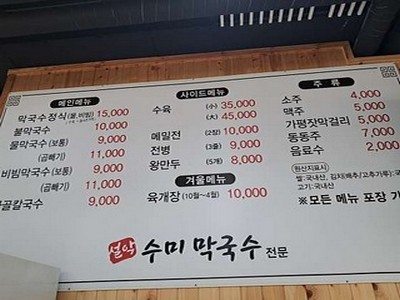 메인메뉴
막국수정식(물,비빔) 15,000
불막국수 10,000
물막국수(보통) 9,000
(곱빼기) 11,000
비빔막국수(보통) 9,000
(곱빼기) 11,000
골칼국수 9,000
사이드메뉴
수육 (小) 35,000
(大) 45,000
메밀전 (2장) 10,000
전병 (3줄) 9,000
왕만두 (5개) 8,000
겨울메뉴
육개장(10월~4월) 10,000
주 류
소주 4,000
맥주 5,000
가평잣막걸리 5,000
동동주 7,000
음료수 2,000
원산지표시
쌀:국내산, 김치(배추/고추가루):국
고기:국내산
※모든 메뉴 포장 가
설악 수미 막국수 전문